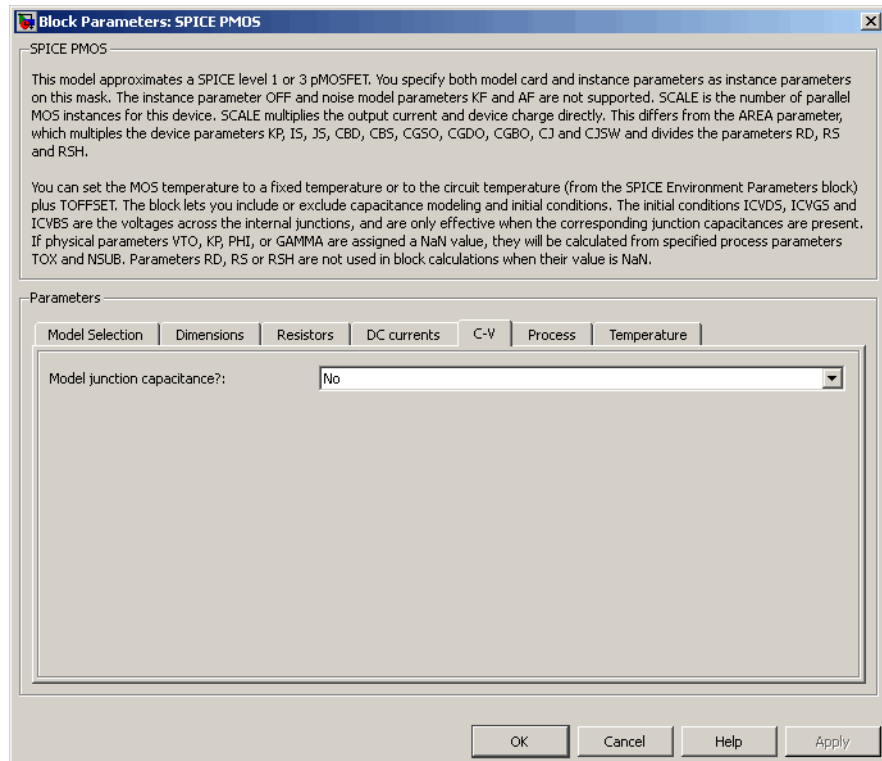 Block Parameters: SPICE PMOS
SPICE PMOS
This model approximates a SPICE level 1 or 3 pMOSFET. You specify both model card and instance parameters as instance parameters
on this mask. The instance parameter OFF and noise model parameters KF and AF are not supported. SCALE is the number of parallel
MOS instances for this device. SCALE multiplies the output current and device charge directly. This differs from the AREA parameter,
which multiples the device parameters KP, IS, JS, CBD, CBS, CGSO, CGDO, CGBO, CJ and CJSW and divides the parameters RD, RS
and RSH.
You can set the MOS temperature to a fixed temperature or to the circuit temperature (from the SPICE Environment Parameters block)
plus TOFFSET. The block lets you include or exclude capacitance modeling and initial conditions. The initial conditions ICVDS, ICVGS and
ICVBS are the voltages across the internal junctions, and are only effective when the corresponding junction capacitances are present.
If physical parameters VTO, KP, PHI, or GAMMA are assigned a NaN value, they will be calculated from specified process parameters
TOX and NSUB. Parameters RD, RS or RSH are not used in block calculations when their value is NaN.
Parameters
Model Selection Dimensions Resistors DC currents C-V Process Temperature
Model junction capacitance?: No
OK Cancel Help Apply